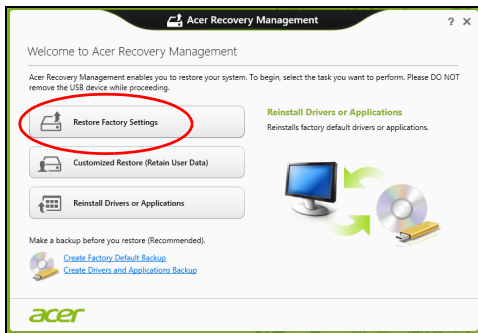 Acer Recovery Management
? X
Welcome to Acer Recovery Management
Acer Recovery Management enables you to restore your system. To begin, select the task you want to perform. Please DO NOT
remove the USB device while proceeding.
Restore Factory Settings
Customized Restore (Retain User Data)
Reinstall Drivers or Applications
Reinstall Drivers or Applications
Reinstalls factory default drivers or applications.
Make a backup before you restore (Recommended).
Create Factory Default Backup
Create Drivers and Applications Backup
acer